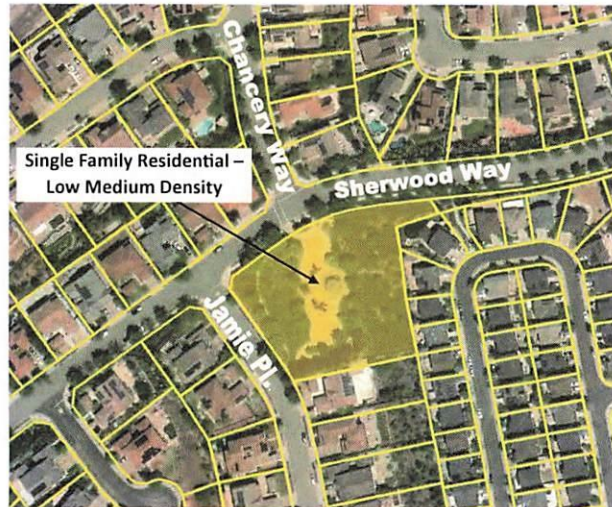 Chancery Way
Single Family Residential –
Low Medium Density
Sherwood Way
Jamie Pl.